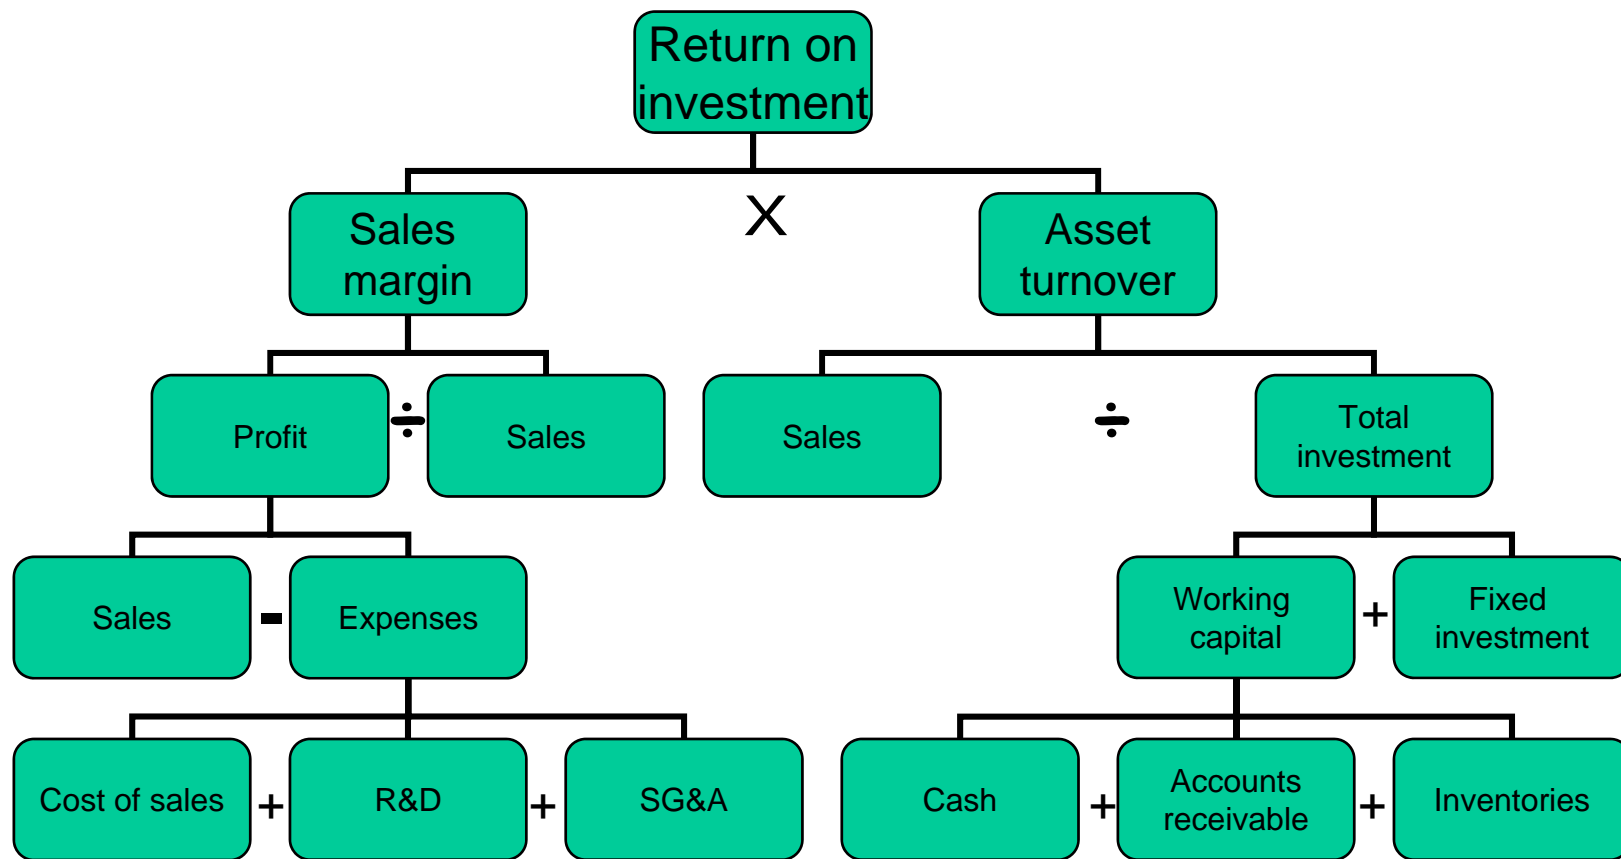 Return on
investment
Sales
margin
X
Asset
turnover
Profit
÷
Sales
Sales
÷
Total
investment
Sales
-
Expenses
Working
capital
+
Fixed
investment
Cost of sales
+
R&D
+
SG&A
Cash
+
Accounts
receivable
+
Inventories